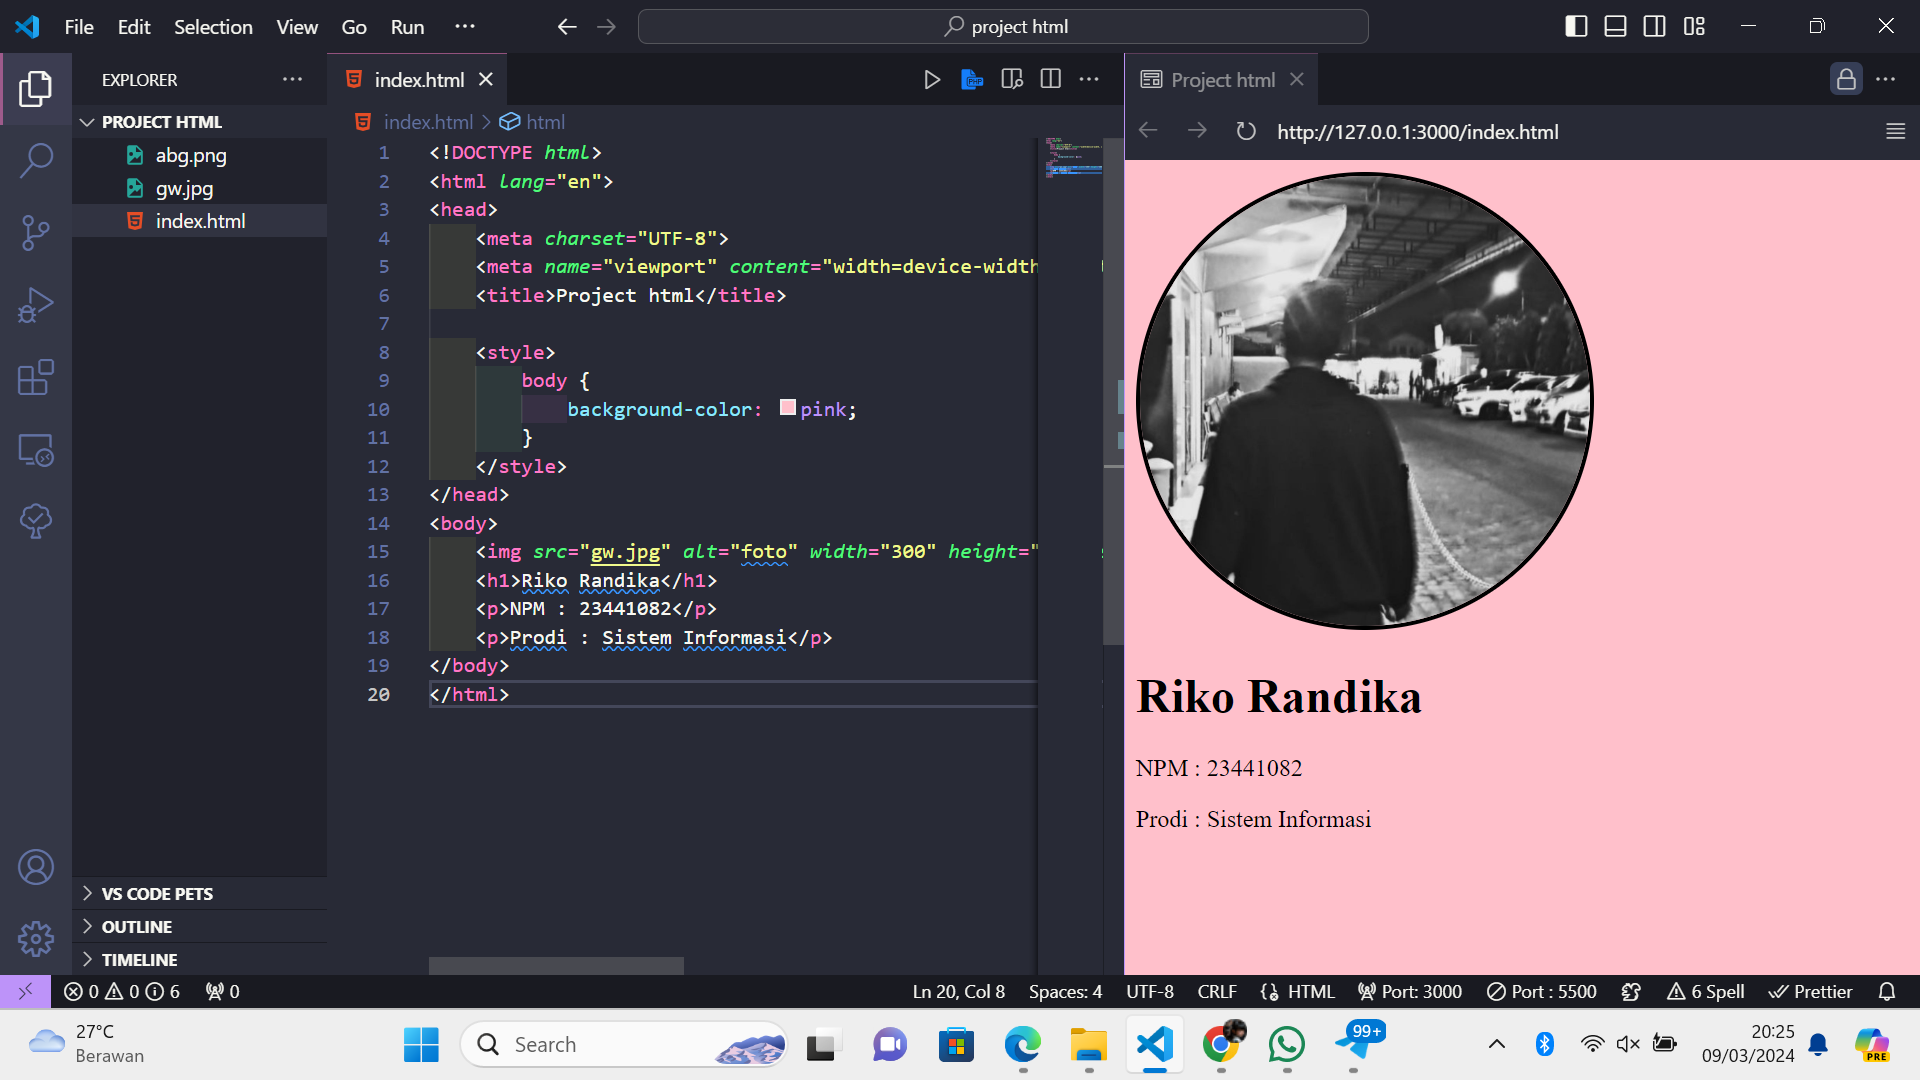 File Edit Selection View Go Run ···
project html
EXPLORER
PROJECT HTML
abg.png
gw.jpg
index.html
VS CODE PETS
OUTLINE
TIMELINE
index.html
index.html > html
1 <!DOCTYPE html>
2 <html lang="en">
3 <head>
4 <meta charset="UTF-8">
5 <meta name="viewport" content="width=device-width
6 <title>Project html</title>
7
8 <style>
9 body {
10 background-color: pink;
11 }
12 </style>
13 </head>
14 <body>
15 <img src="gw.jpg" alt="foto" width="300" height="
16 <h1>Riko Randika</h1>
17 <p>NPM : 23441082</p>
18 <p>Prodi : Sistem Informasi</p>
19 </body>
20 </html>
Project html
http://127.0.0.1:3000/index.html
Riko Randika
NPM : 23441082
Prodi : Sistem Informasi
0 0 6 0
Ln 20, Col 8 Spaces: 4 UTF-8 CRLF HTML Port: 3000 Port : 5500 6 Spell Prettier
27°C
Berawan
Search
99+
20:25
09/03/2024
PRE